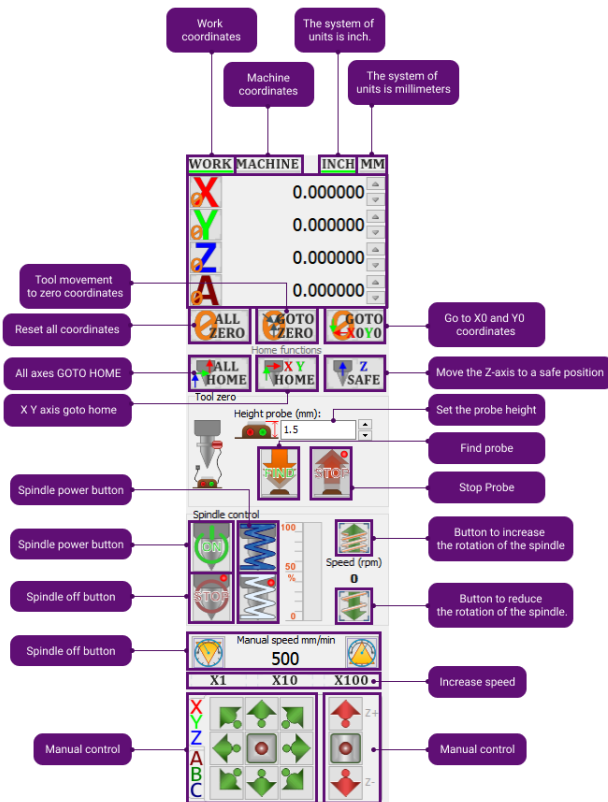 Work
coordinates
The system of
units is inch.
Machine
coordinates
The system of
units is millimeters
WORK MACHINE INCH MM
X 0.000000
Y 0.000000
Z 0.000000
A 0.000000
Tool movement
to zero coordinates
Reset all coordinates
ALL
ZERO
GOTO
ZERO
GOTO
X0Y0
Go to X0 and Y0
coordinates
Home functions
All axes GOTO HOME
ALL
HOME
X Y
HOME
Z
SAFE
Move the Z-axis to a safe position
X Y axis goto home
Tool zero
Height probe (mm):
1.5
Set the probe height
FIND
STOP
Find probe
Stop Probe
Spindle power button
Spindle control
Spindle power button
ON
100
50
%
0
Speed (rpm)
0
Button to increase
the rotation of the spindle
Spindle off button
STOP
Button to reduce
the rotation of the spindle.
Spindle off button
Manual speed mm/min
500
X1 X10 X100
Increase speed
Manual control
X
Y
Z
A
B
C
Z+
Z-
Manual control